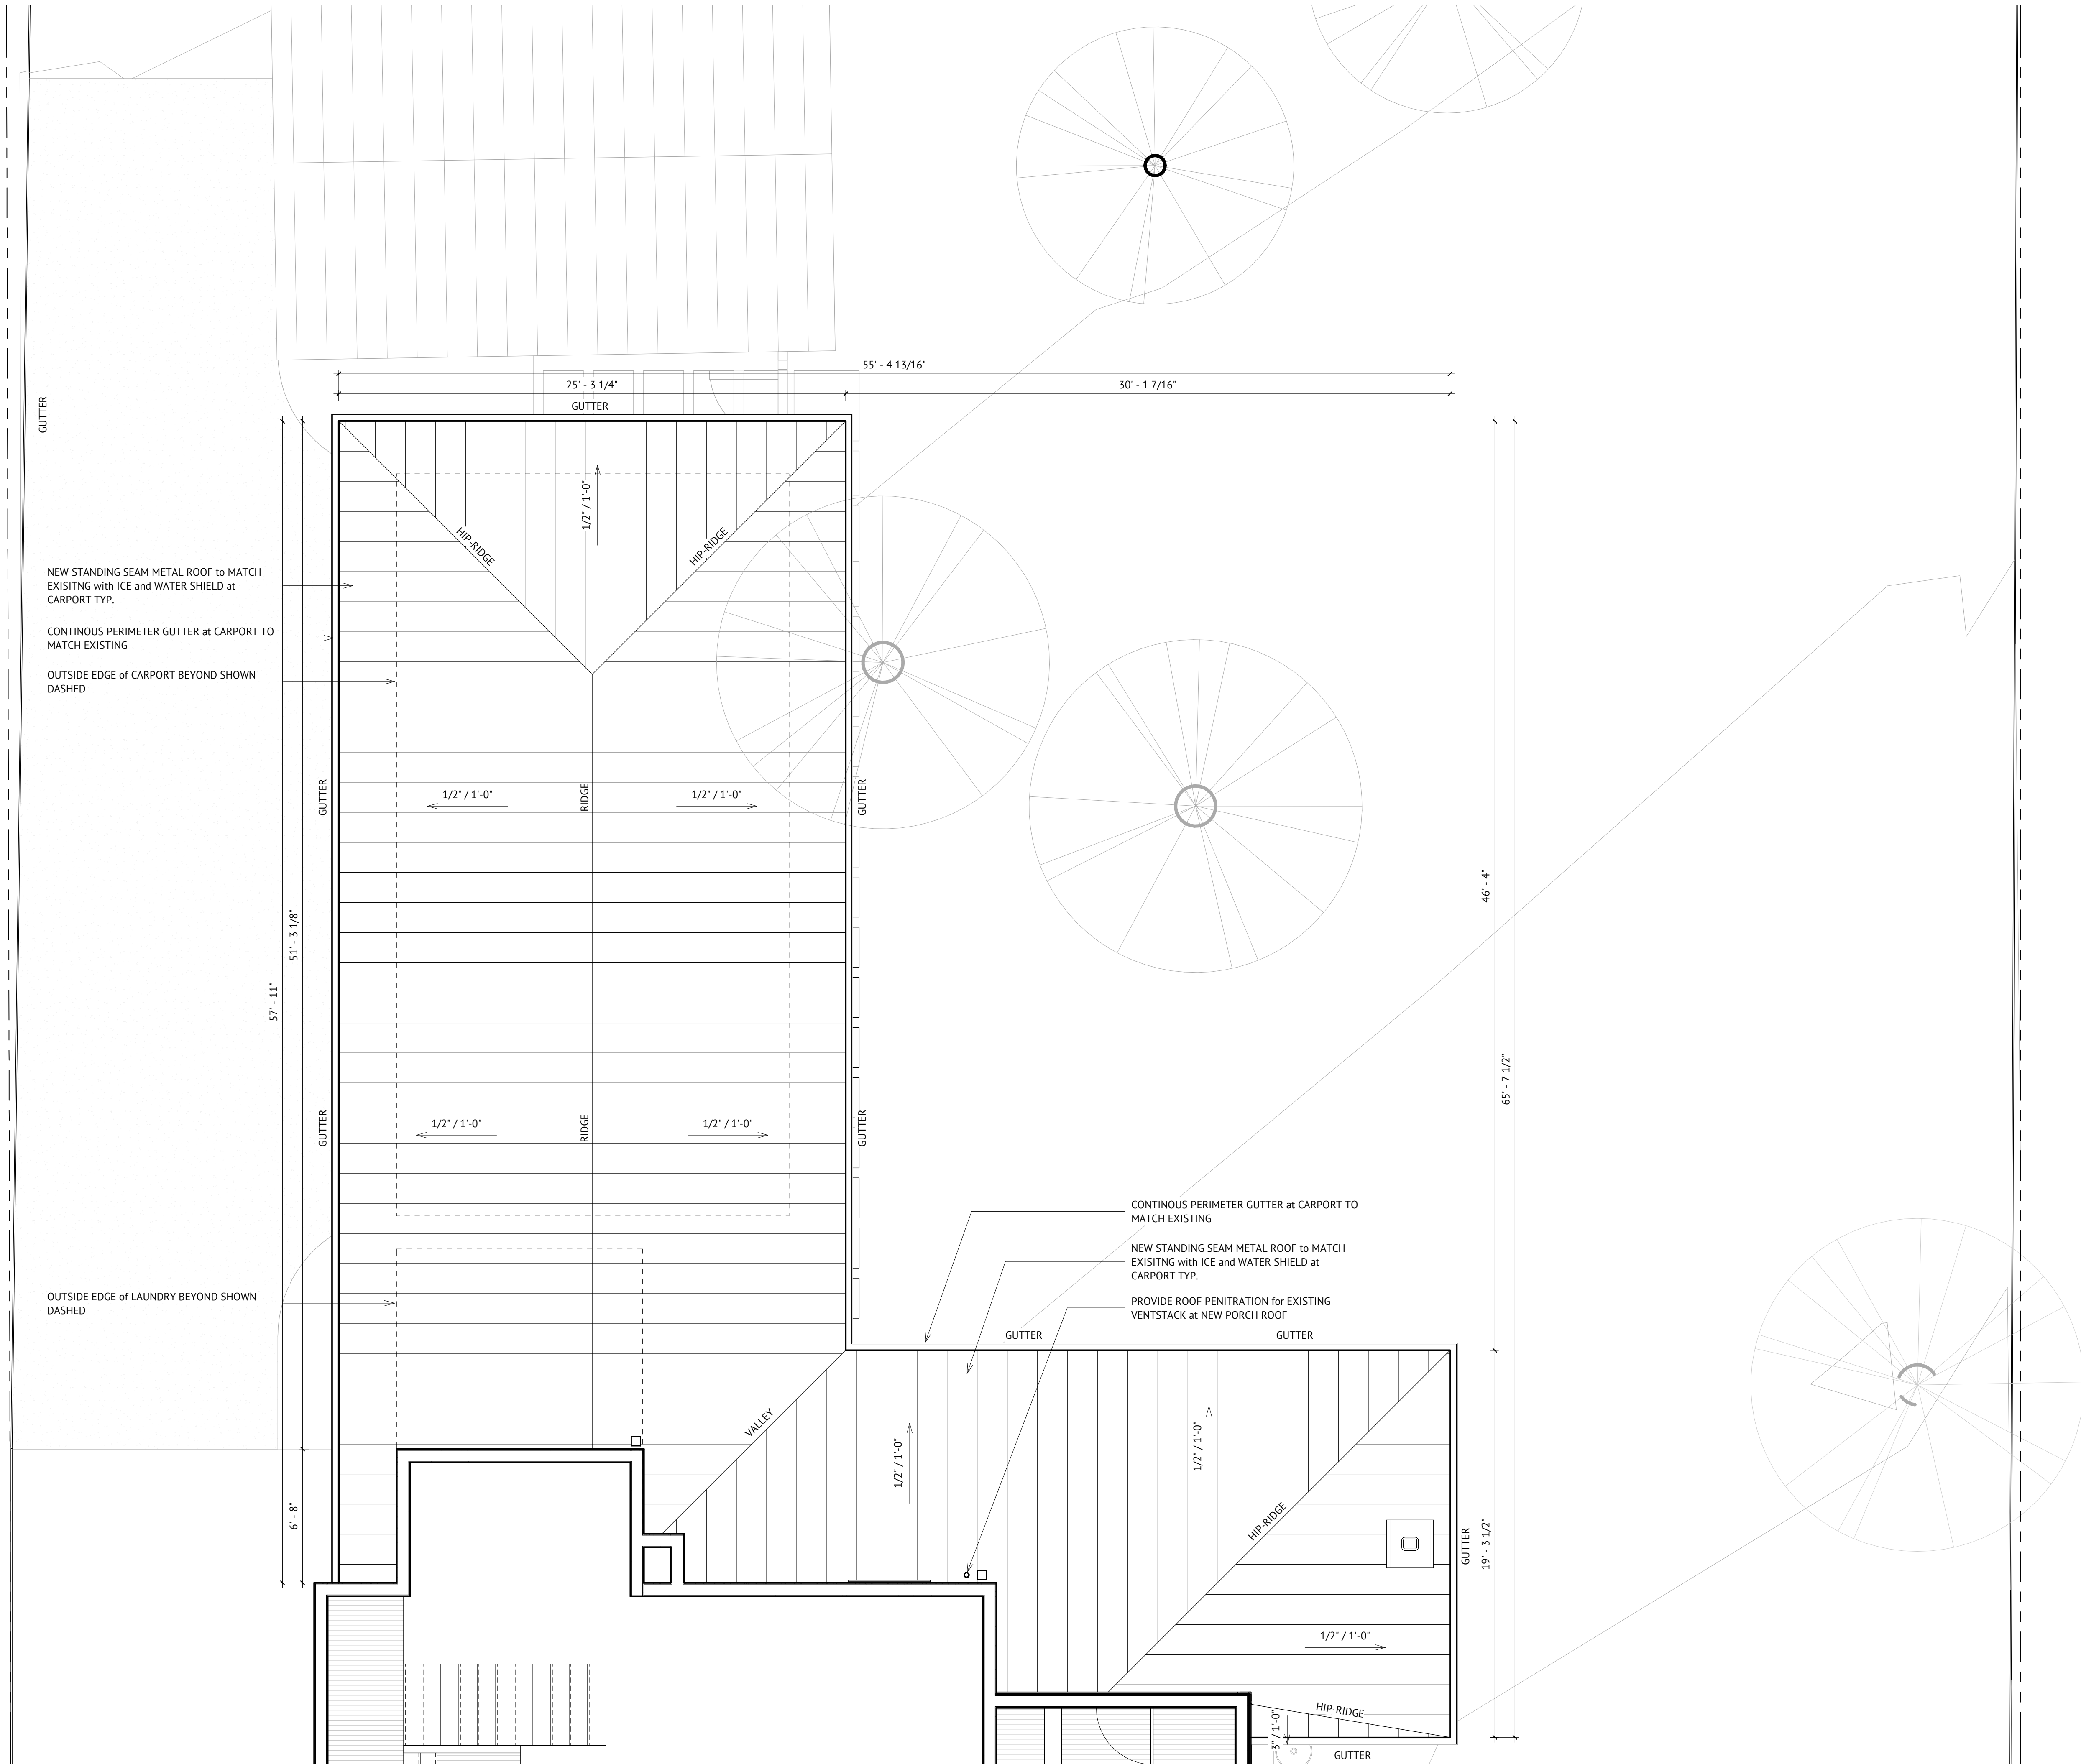 55' - 4 13/16"
25' - 3 1/4"
30' - 1 7/16"
GUTTER
GUTTER
1/2" / 1'-0"
HIP-RIDGE
HIP-RIDGE
NEW STANDING SEAM METAL ROOF to MATCH
EXISITNG with ICE and WATER SHIELD at
CARPORT TYP.
CONTINOUS PERIMETER GUTTER at CARPORT TO
MATCH EXISTING
OUTSIDE EDGE of CARPORT BEYOND SHOWN
DASHED
GUTTER
1/2" / 1'-0"
RIDGE
1/2" / 1'-0"
GUTTER
46' - 4"
51' - 3 1/8"
57' - 11"
65' - 7 1/2"
GUTTER
1/2" / 1'-0"
RIDGE
1/2" / 1'-0"
GUTTER
CONTINOUS PERIMETER GUTTER at CARPORT TO
MATCH EXISTING
NEW STANDING SEAM METAL ROOF to MATCH
EXISITNG with ICE and WATER SHIELD at
CARPORT TYP.
OUTSIDE EDGE of LAUNDRY BEYOND SHOWN
DASHED
PROVIDE ROOF PENITRATION for EXISTING
VENTSTACK at NEW PORCH ROOF
GUTTER
GUTTER
VALLEY
1/2" / 1'-0"
1/2" / 1'-0"
6' - 8"
HIP-RIDGE
GUTTER
19' - 3 1/2"
1/2" / 1'-0"
HIP-RIDGE
3" / 1'-0"
GUTTER